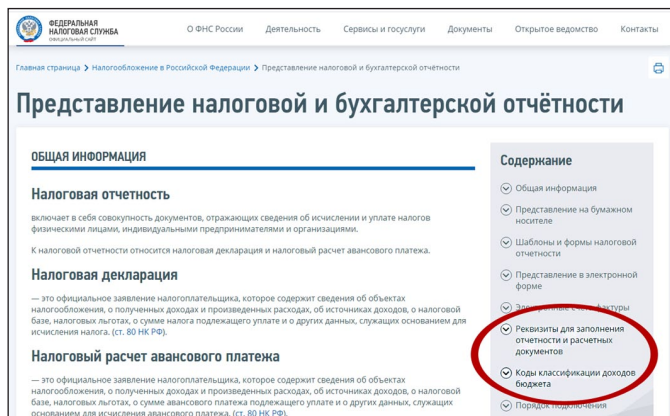 ФЕДЕРАЛЬНАЯ
НАЛОГОВАЯ СЛУЖБА
ОФИЦИАЛЬНЫЙ САЙТ
О ФНС России
Деятельность
Сервисы и госуслуги
Документы
Открытое ведомство
Контакты
Главная страница > Налогообложение в Российской Федерации > Представление налоговой и бухгалтерской отчётности
Представление налоговой и бухгалтерской отчётности
ОБЩАЯ ИНФОРМАЦИЯ
Налоговая отчетность
включает в себя совокупность документов, отражающих сведения об исчислении и уплате налогов
физическими лицами, индивидуальными предпринимателями и организациями.
К налоговой отчетности относится налоговая декларация и налоговый расчет авансового платежа.
Налоговая декларация
— это официальное заявление налогоплательщика, которое содержит сведения об объектах
налогообложения, о полученных доходах и произведенных расходах, об источниках доходов, о налоговой
базе, налоговых льготах, о сумме налога подлежащего уплате и о других данных, служащих основанием для
исчисления налога. (ст. 80 НК РФ).
Налоговый расчет авансового платежа
— это официальное заявление налогоплательщика, которое содержит сведения об объектах
налогообложения, о полученных доходах и произведенных расходах, об источниках доходов, о налоговой
базе, налоговых льготах, о сумме авансового платежа подлежащего уплате и о других данных, служащих
основанием для исчисления авансового платежа. (ст. 80 НК РФ).
Содержание
Общая информация
Представление на бумажном
носителе
Шаблоны и формы налоговой
отчетности
Представление в электронной
форме
Электронные счета-фактуры
Реквизиты для заполнения
отчетности и расчетных
документов
Коды классификации доходов
бюджета
Порядок подключения